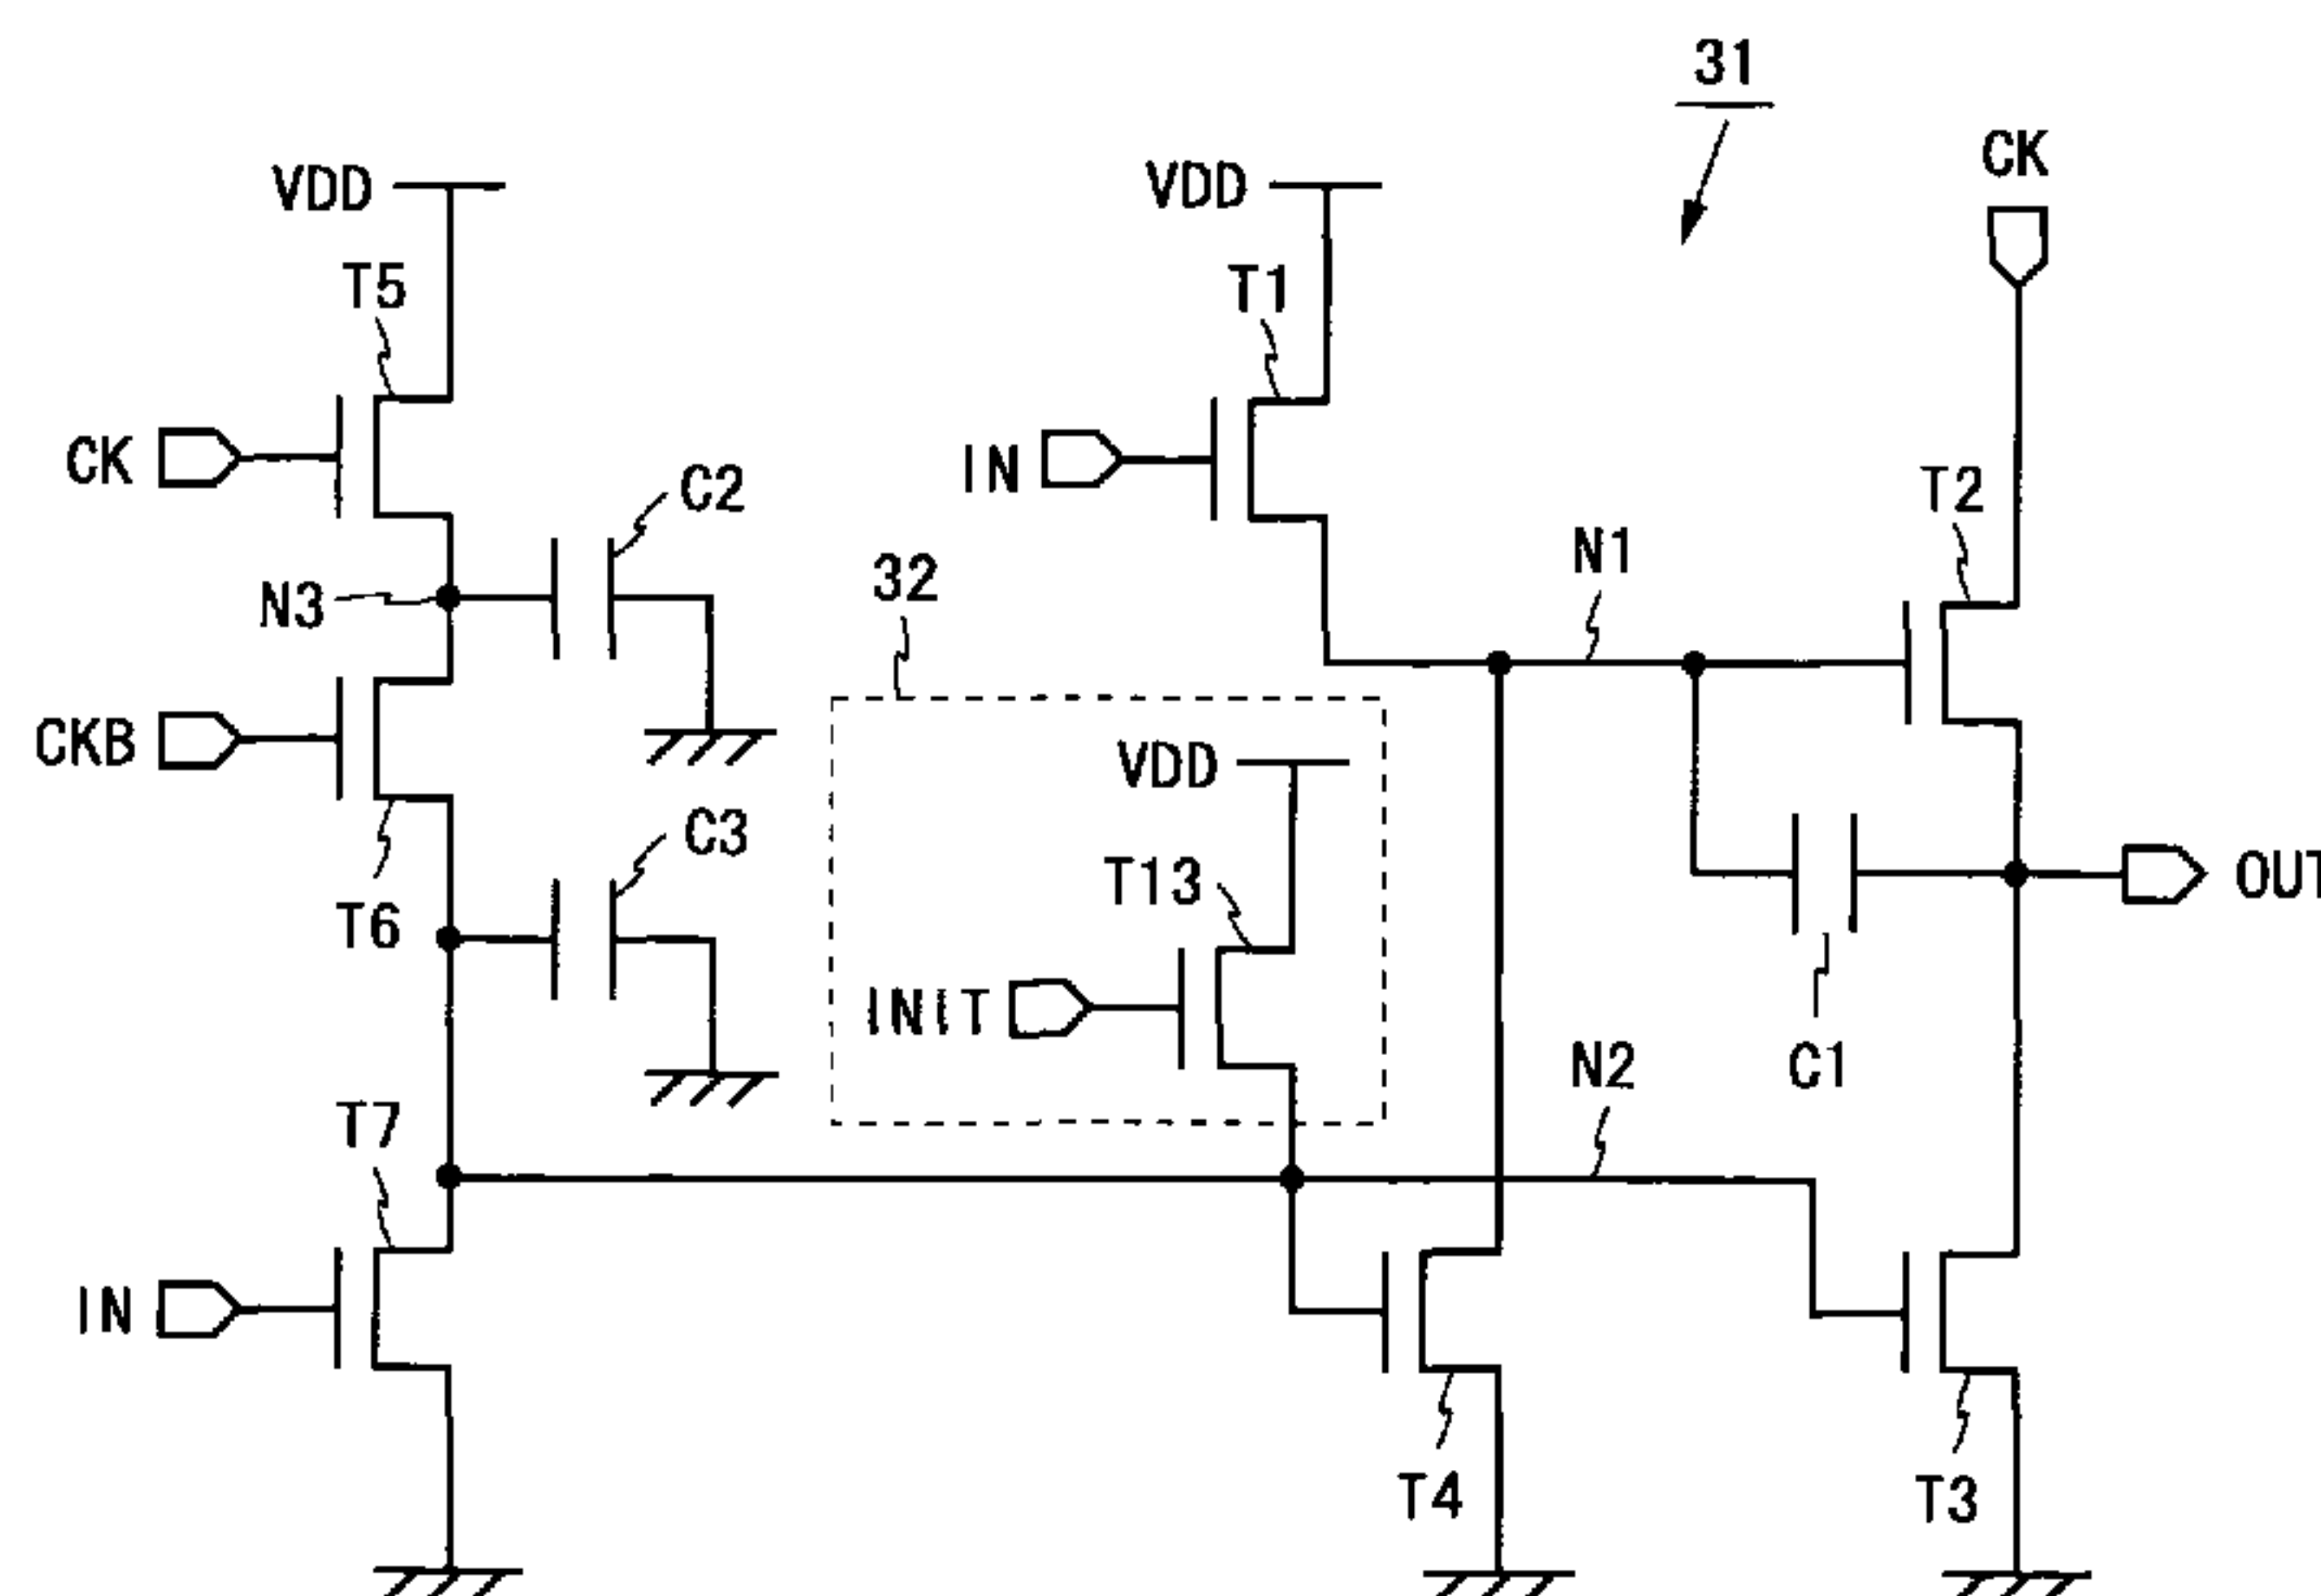 31
CK
VDD
VDD
T5
T1
CK
IN
C2
T2
N1
32
N3
CKB
VDD
C3
T13
OUT
T6
INIT
N2
C1
T7
IN
T4
T3